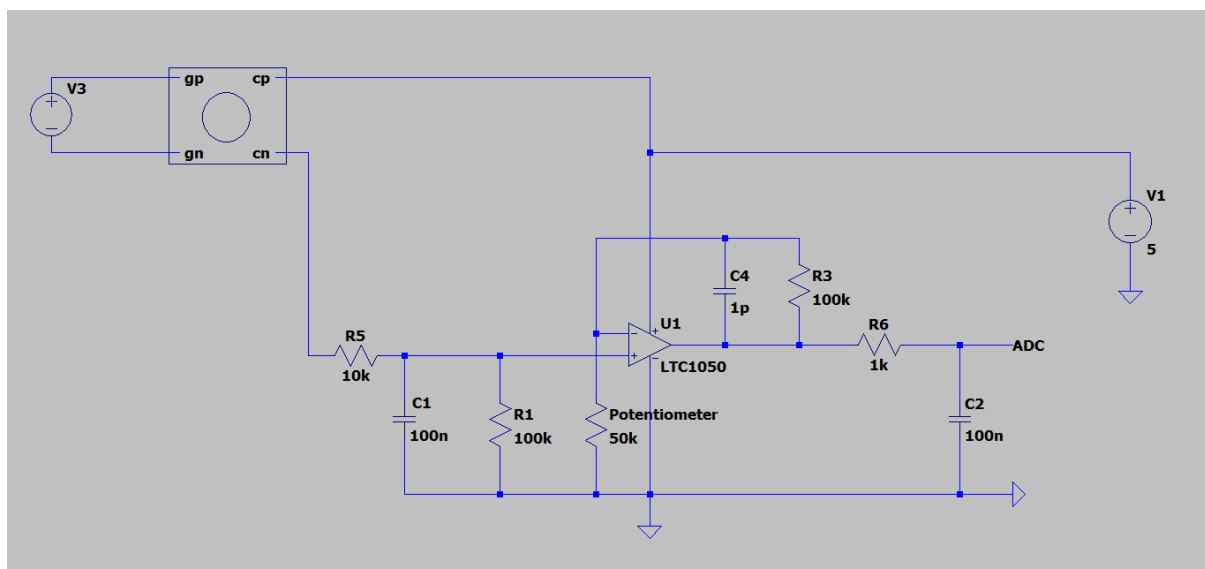 V3
gp
cp
gn
cn
V1
5
C4
1p
R3
100k
U1
LTC1050
R5
10k
R6
1k
ADC
C1
100n
R1
100k
Potentiometer
50k
C2
100n